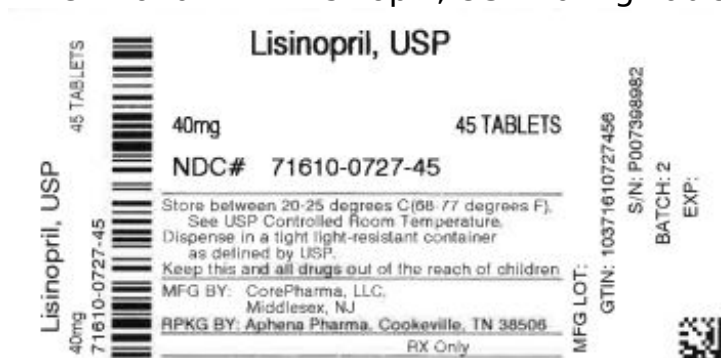 Lisinopril, USP
40mg 45 TABLETS
NDC# 71610-0727-45
Store between 20-25 degrees C(68-77 degrees F).
See USP Controlled Room Temperature.
Dispense in a tight light-resistant container
as defined by USP.
Keep this and all drugs out of the reach of children
MFG BY: CorePharma, LLC.
Middlesex, NJ
RPKG BY: Aphena Pharma, Cookeville, TN 38506
RX Only
Lisinopril, USP
40mg 45 TABLETS
71610-0727-45
MFG LOT:
GTIN: 10371610727456
S/N: P007398982
BATCH: 2
EXP: